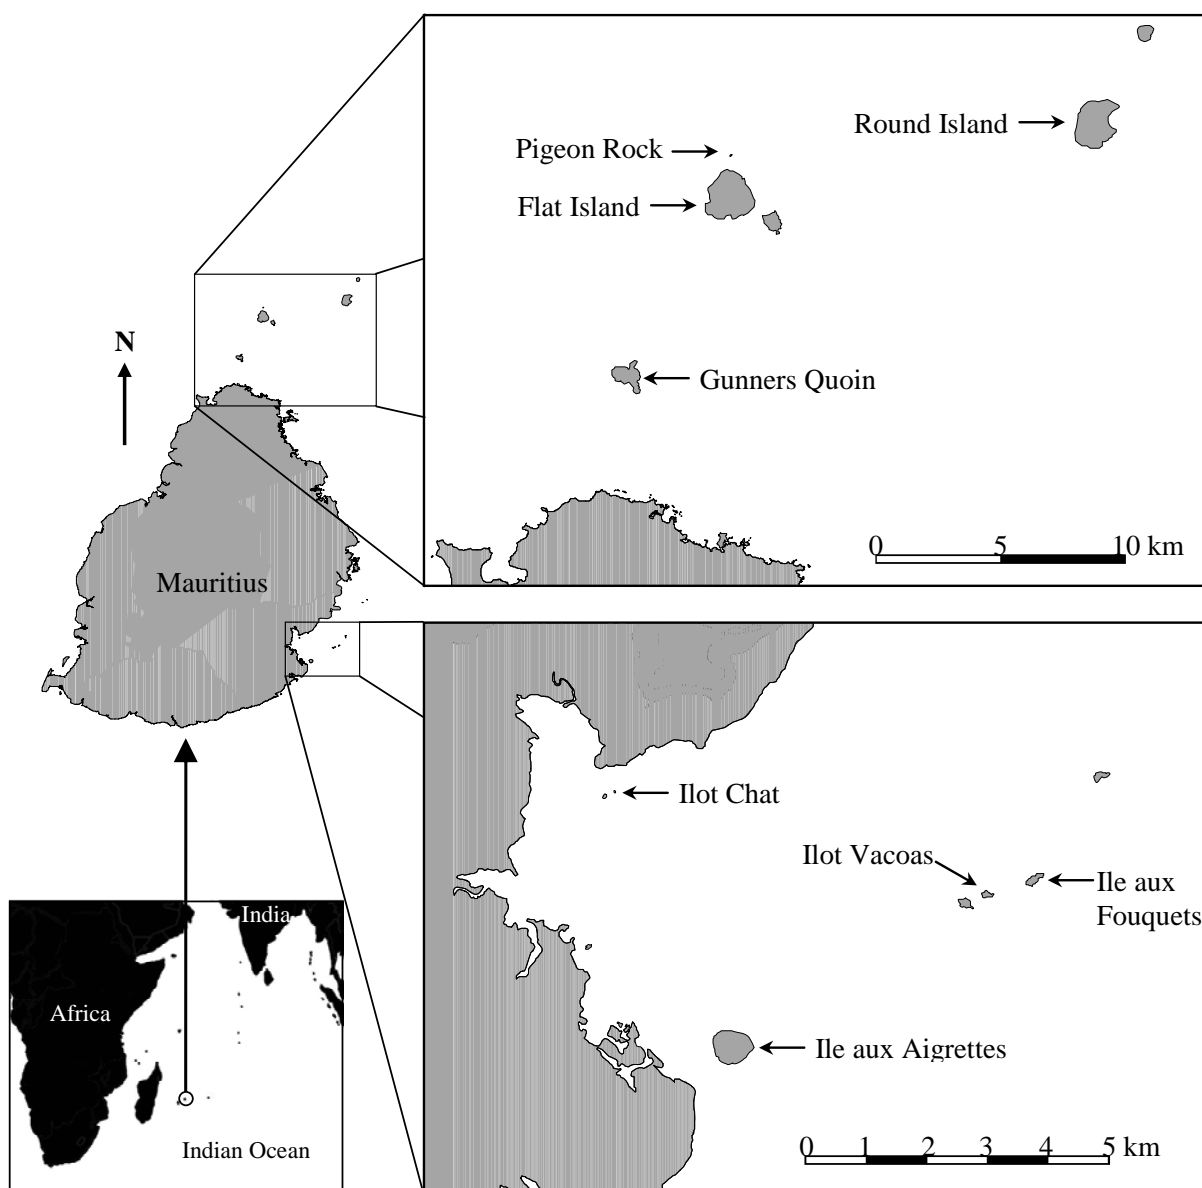 Round Island
Pigeon Rock
Flat Island
N
Gunners Quoin
0 5 10 km
Mauritius
Ilot Chat
Ilot Vacoas
Ile aux
Fouquets
India
Africa
Ile aux Aigrettes
Indian Ocean
0 1 2 3 4 5 km